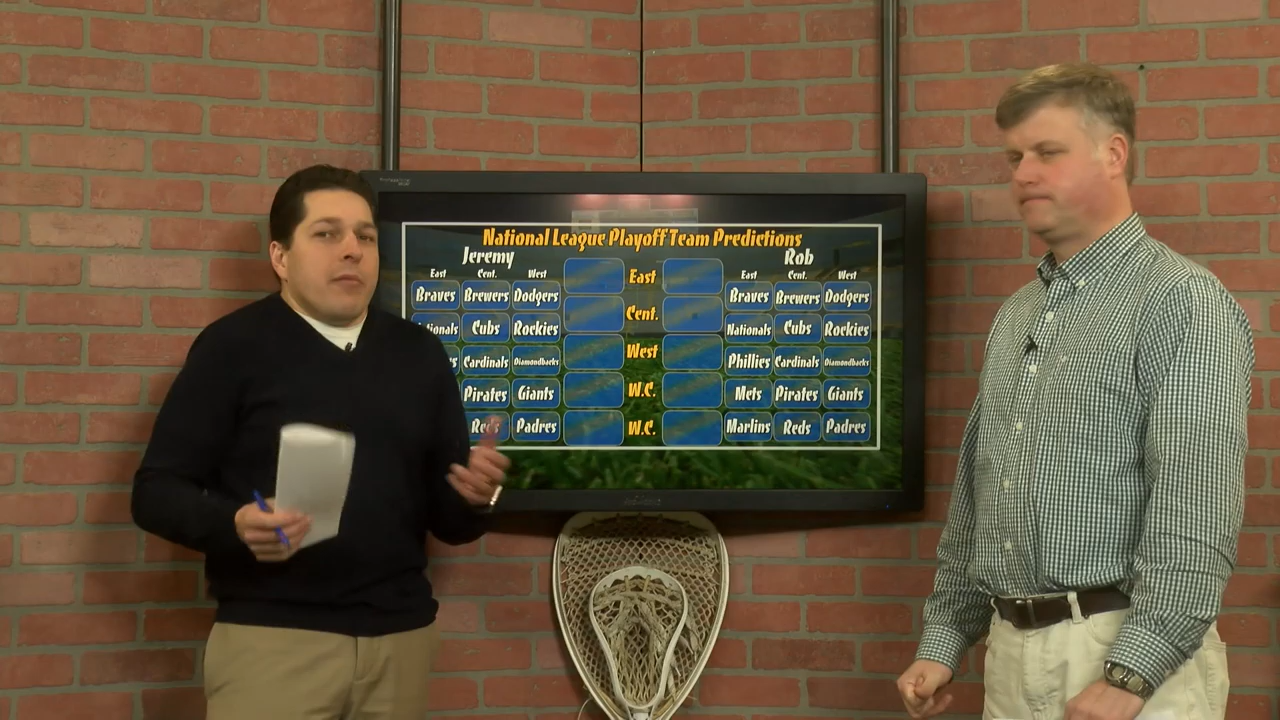 National League Playoff Team Predictions
Jeremy Rob
East Cent. West East East Cent. West
Braves Brewers Dodgers Cent. Braves Brewers Dodgers
Cubs Rockies Nationals Cubs Rockies
Cardinals Diamondbacks West Phillies Cardinals Diamondbacks
Pirates Giants W.C. Mets Pirates Giants
Reds Padres W.C. Marlins Reds Padres